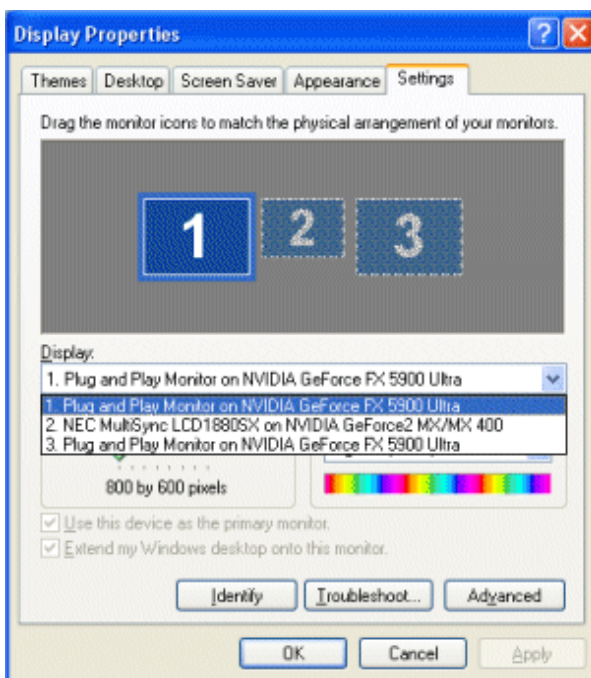 Display Properties
Themes Desktop Screen Saver Appearance Settings
Drag the monitor icons to match the physical arrangement of your monitors.
1 2 3
Display:
1. Plug and Play Monitor on NVIDIA GeForce FX 5900 Ultra
1. Plug and Play Monitor on NVIDIA GeForce FX 5900 Ultra
2. NEC MultiSync LCD1880SX on NVIDIA GeForce2 MX/MX 400
3. Plug and Play Monitor on NVIDIA GeForce FX 5900 Ultra
800 by 600 pixels
Use this device as the primary monitor.
Extend my Windows desktop onto this monitor.
Identify Troubleshoot... Advanced
OK Cancel Apply